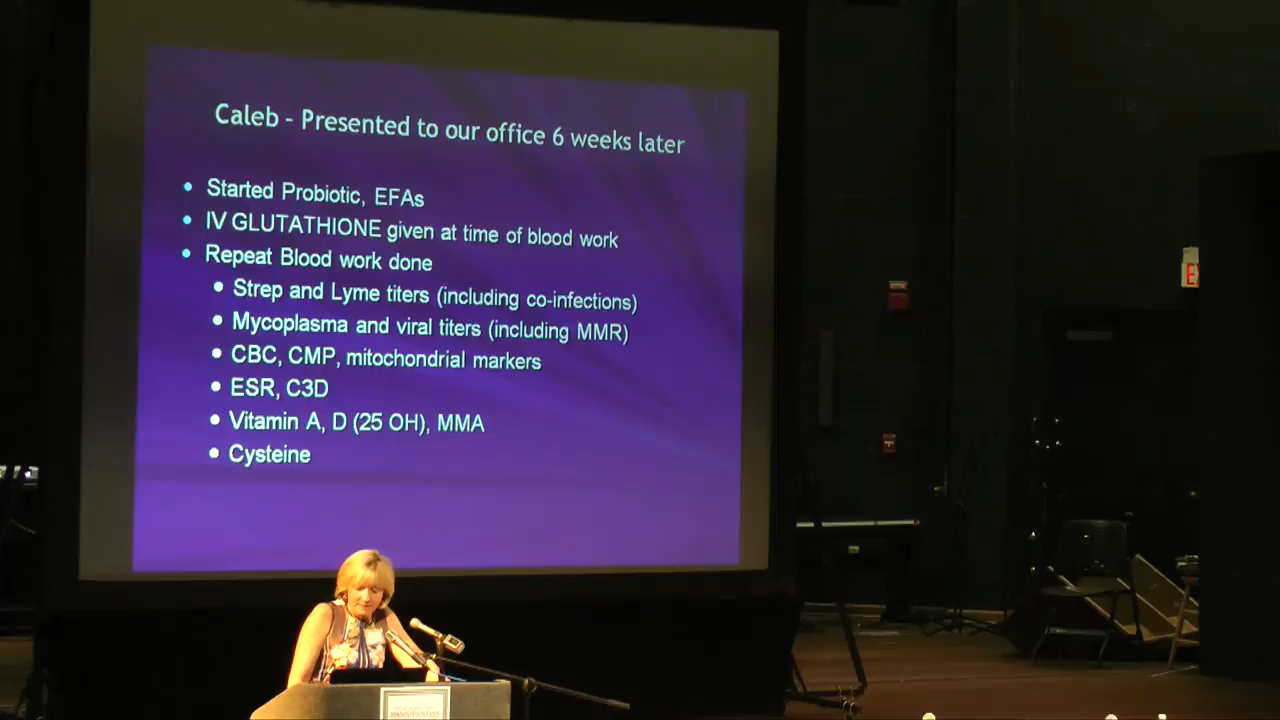 Caleb - Presented to our office 6 weeks later
• Started Probiotic, EFAs
• IV GLUTATHIONE given at time of blood work
• Repeat Blood work done
• Strep and Lyme titers (including co-infections)
• Mycoplasma and viral titers (including MMR)
• CBC, CMP, mitochondrial markers
• ESR, C3D
• Vitamin A, D (25 OH), MMA
• Cysteine
PANS/PANDAS